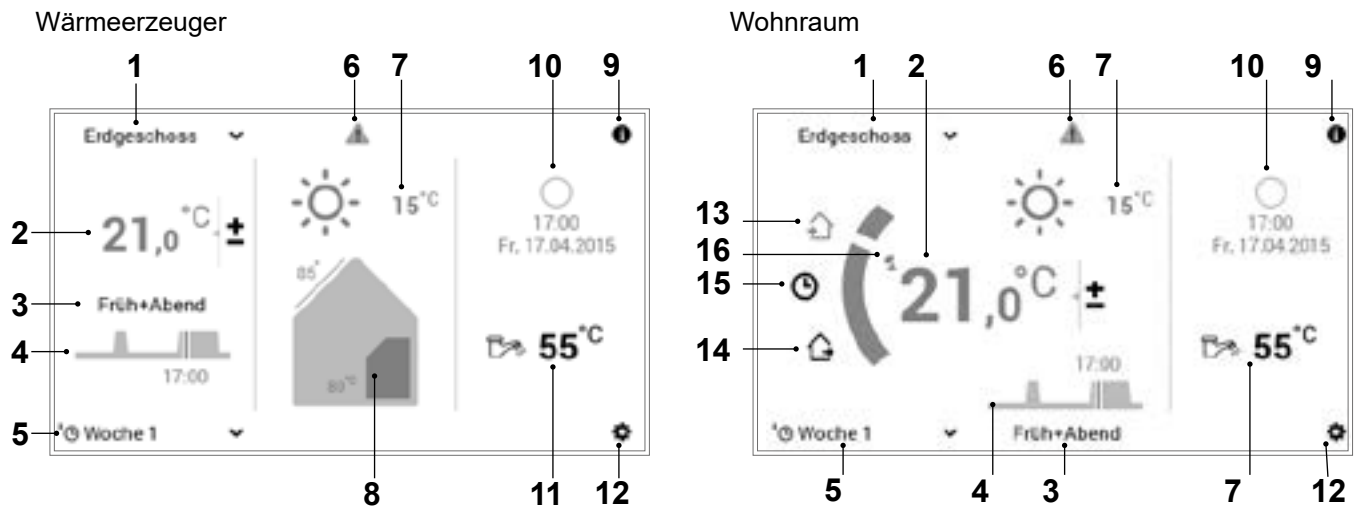 Wärmeerzeuger
1 6 7 10 9
Erdgeschoss
2 21,0 °C ±
15°C
17:00
Fr, 17.04.2015
85°
3 Früh+Abend
4
17:00
80°C
55°C
5 Woche 1
8 11 12
Wohnraum
1 2 6 7 10 9
Erdgeschoss
13
15°C
17:00
Fr, 17.04.2015
16
15
21,0 °C ±
14
55°C
17:00
Woche 1
Früh+Abend
5 4 3 7 12